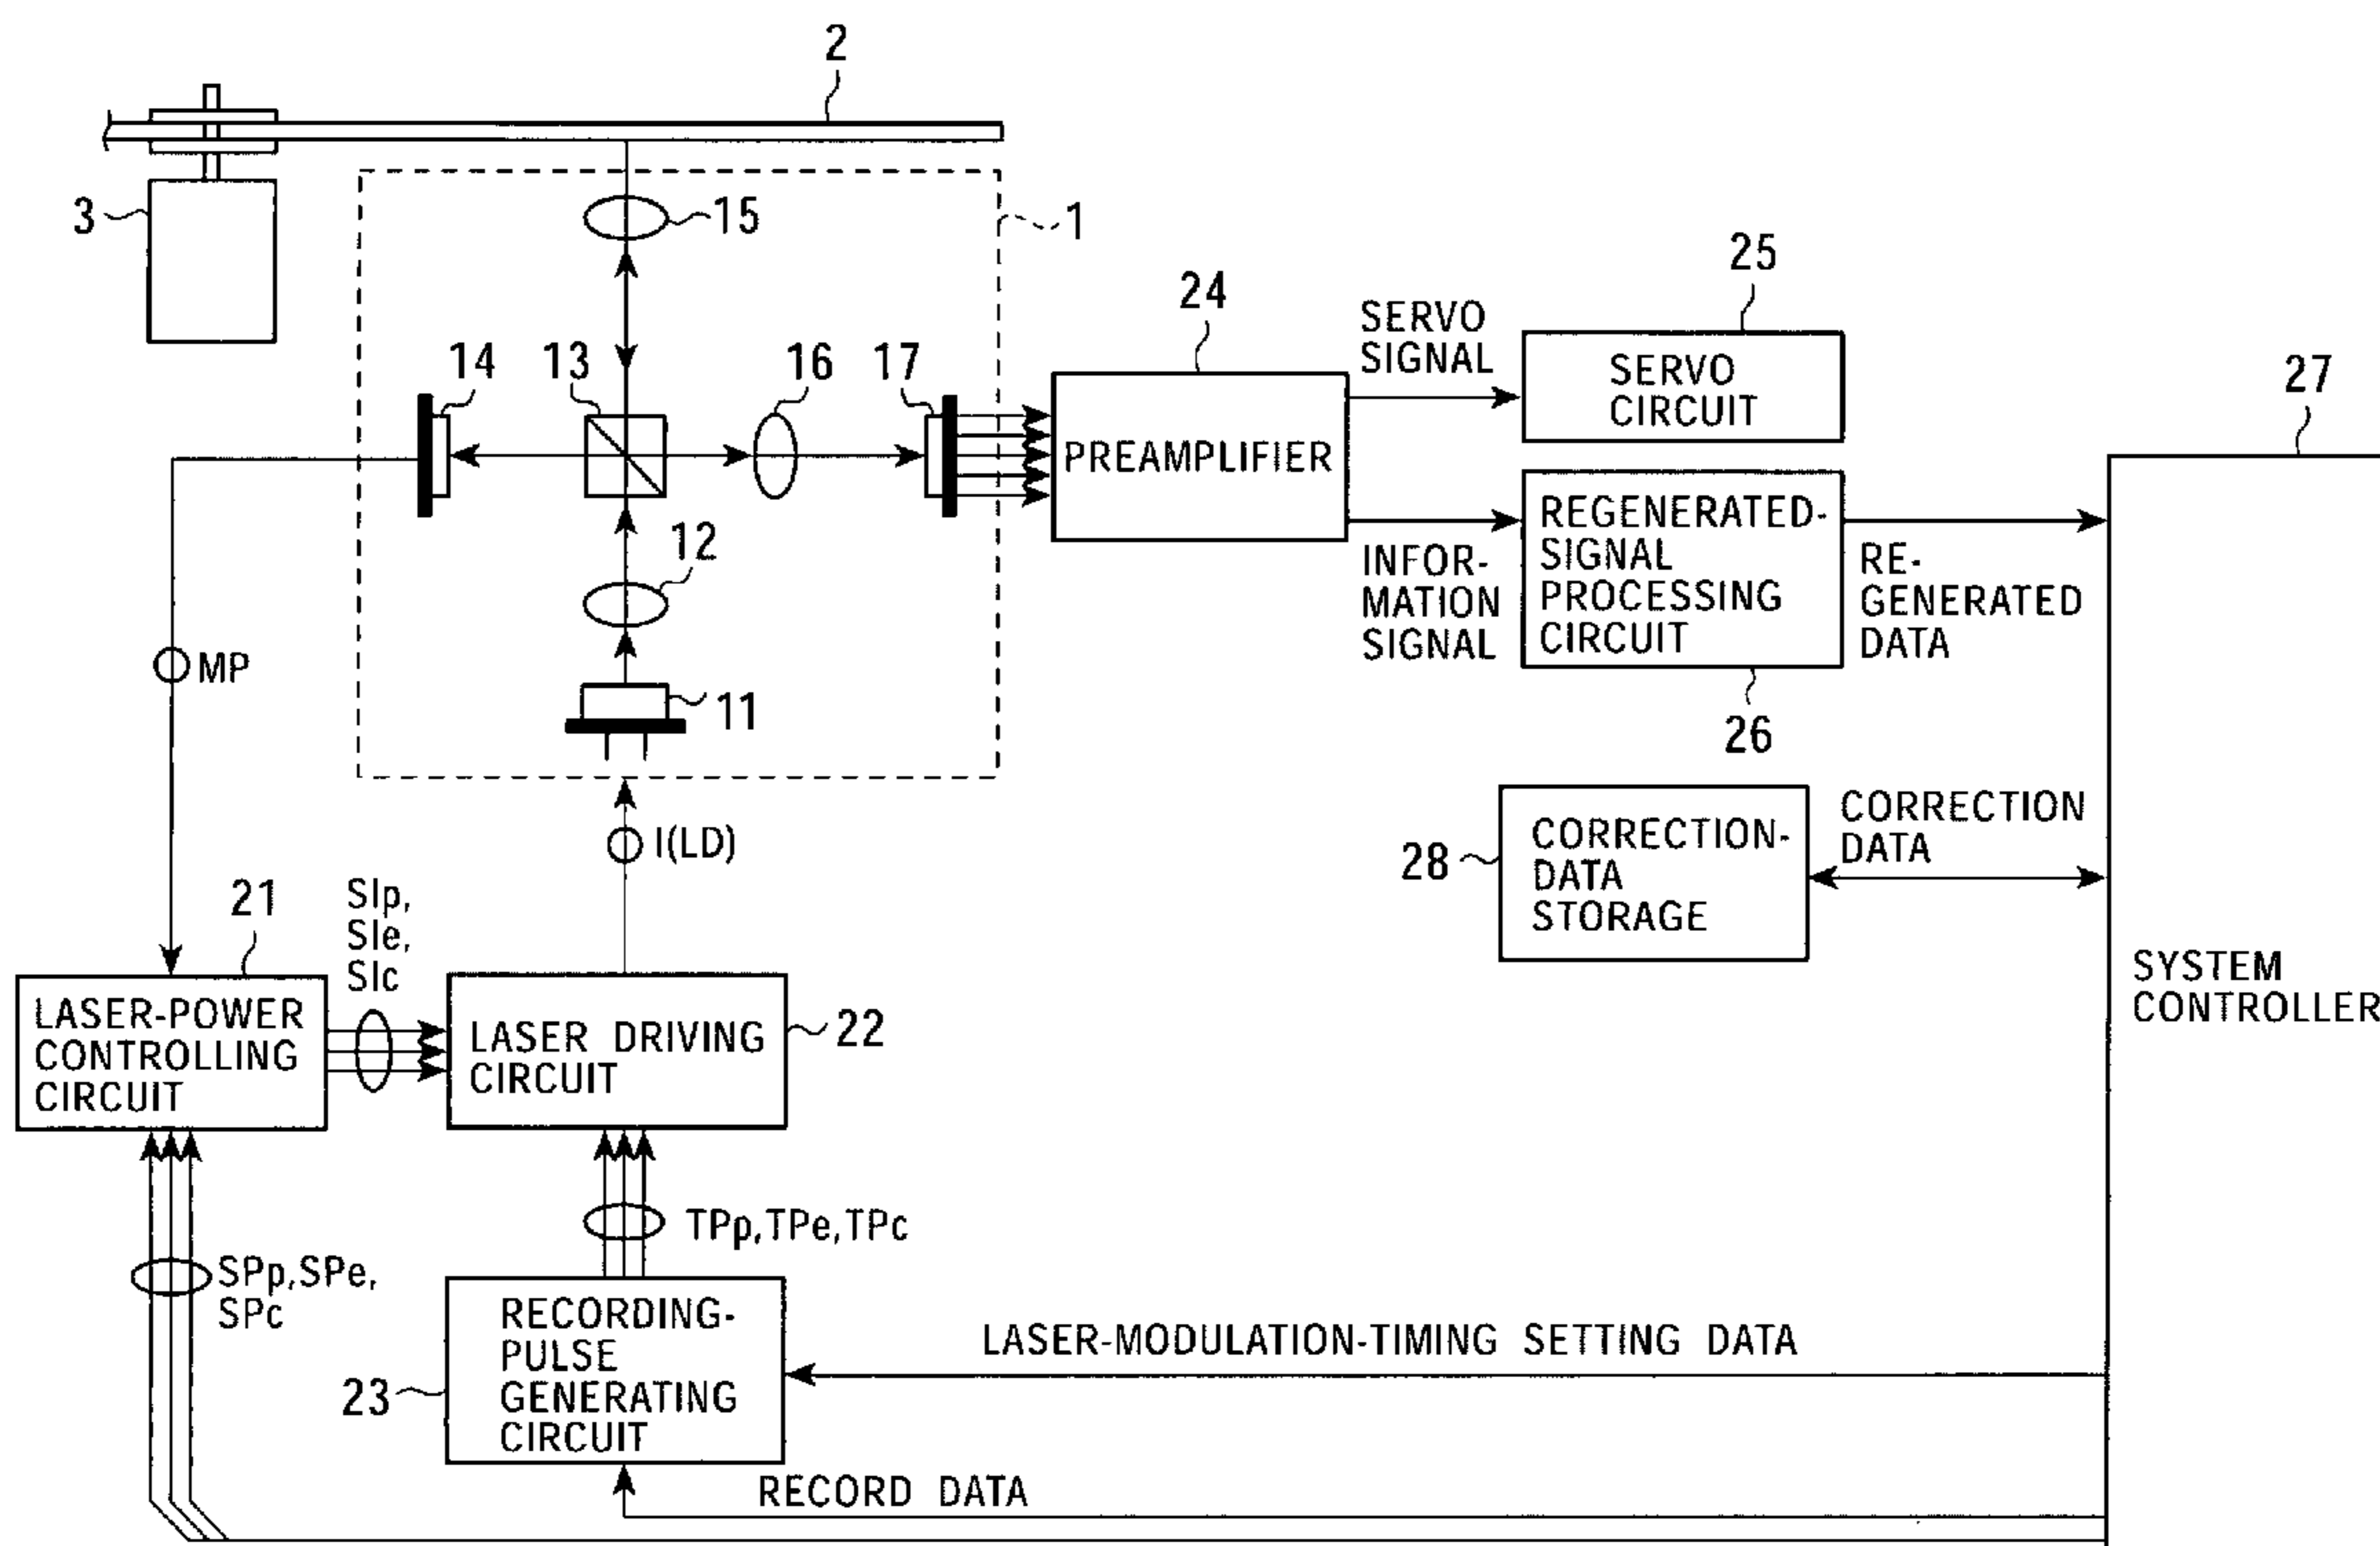 2
3
15
1
14
13
16
17
24
PREAMPLIFIER
SERVO
SIGNAL
25
SERVO
CIRCUIT
27
12
INFOR-
MATION
SIGNAL
REGENERATED-
SIGNAL
PROCESSING
CIRCUIT
RE-
GENERATED
DATA
26
MP
11
I(LD)
28
CORRECTION-
DATA
STORAGE
CORRECTION
DATA
SYSTEM
CONTROLLER
21
SIp,
SIe,
SIc
LASER-POWER
CONTROLLING
CIRCUIT
LASER DRIVING
CIRCUIT
22
TPp,TPe,TPc
SPp,SPe,
SPc
23
RECORDING-
PULSE
GENERATING
CIRCUIT
LASER-MODULATION-TIMING SETTING DATA
RECORD DATA